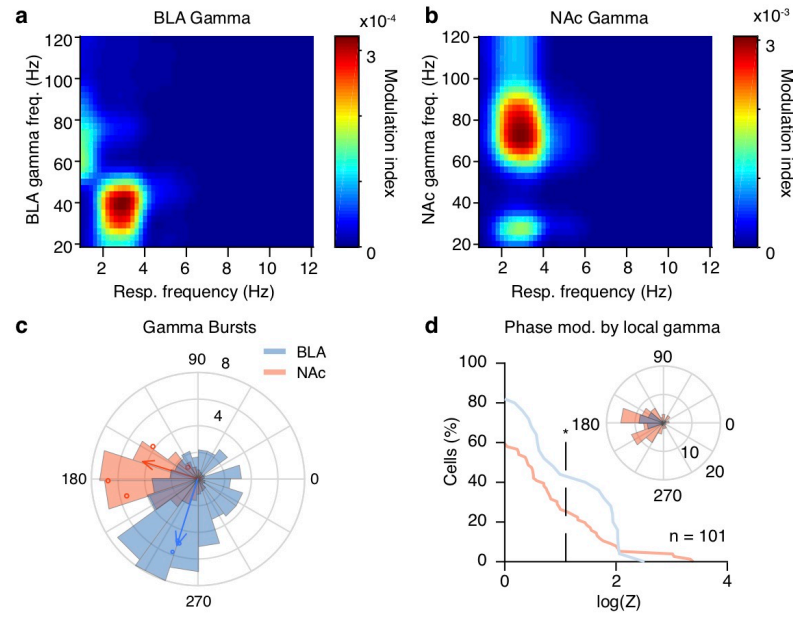 a
BLA Gamma
x10-4
120
100
80
60
40
20
BLA gamma freq. (Hz)
2 4 6 8 10 12
Resp. frequency (Hz)
3
0
Modulation index
b
NAc Gamma
x10-3
120
100
80
60
40
20
NAc gamma freq. (Hz)
2 4 6 8 10 12
Resp. frequency (Hz)
3
0
Modulation index
c
Gamma Bursts
BLA
NAc
90 8
4
180
0
270
d
Phase mod. by local gamma
100
80
60
40
20
0
Cells (%)
*
90
180
0
10
20
270
n = 101
0 2 4
log(Z)